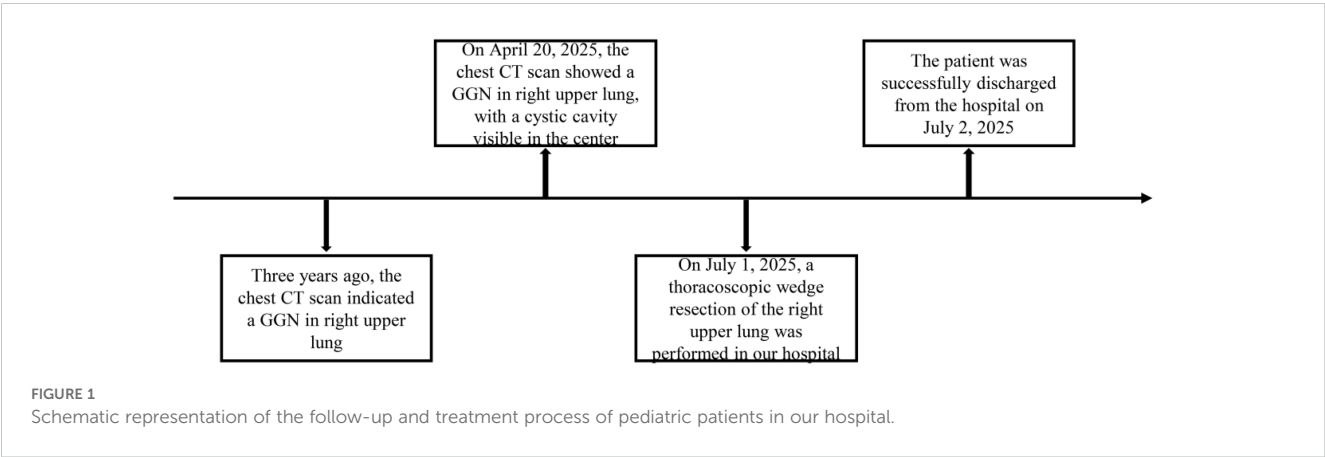 On April 20, 2025, the
chest CT scan showed a
GGN in right upper lung,
with a cystic cavity
visible in the center
The patient was
successfully discharged
from the hospital on
July 2, 2025
Three years ago, the
chest CT scan indicated
a GGN in right upper
lung
On July 1, 2025, a
thoracoscopic wedge
resection of the right
upper lung was
performed in our hospital
FIGURE 1
Schematic representation of the follow-up and treatment process of pediatric patients in our hospital.